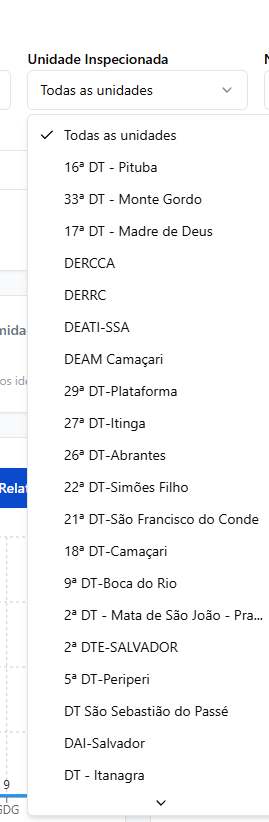 Unidade Inspecionada
Todas as unidades
Todas as unidades
16ª DT - Pituba
33ª DT - Monte Gordo
17ª DT - Madre de Deus
DERCCA
DERRC
DEATI-SSA
DEAM Camaçari
29ª DT-Plataforma
27ª DT-Itinga
26ª DT-Abrantes
22ª DT-Simões Filho
21ª DT-São Francisco do Conde
18ª DT-Camaçari
9ª DT-Boca do Rio
2ª DT - Mata de São João - Pra...
2ª DTE-SALVADOR
5ª DT-Periperi
DT São Sebastião do Passé
DAI-Salvador
DT - Itanagra
9